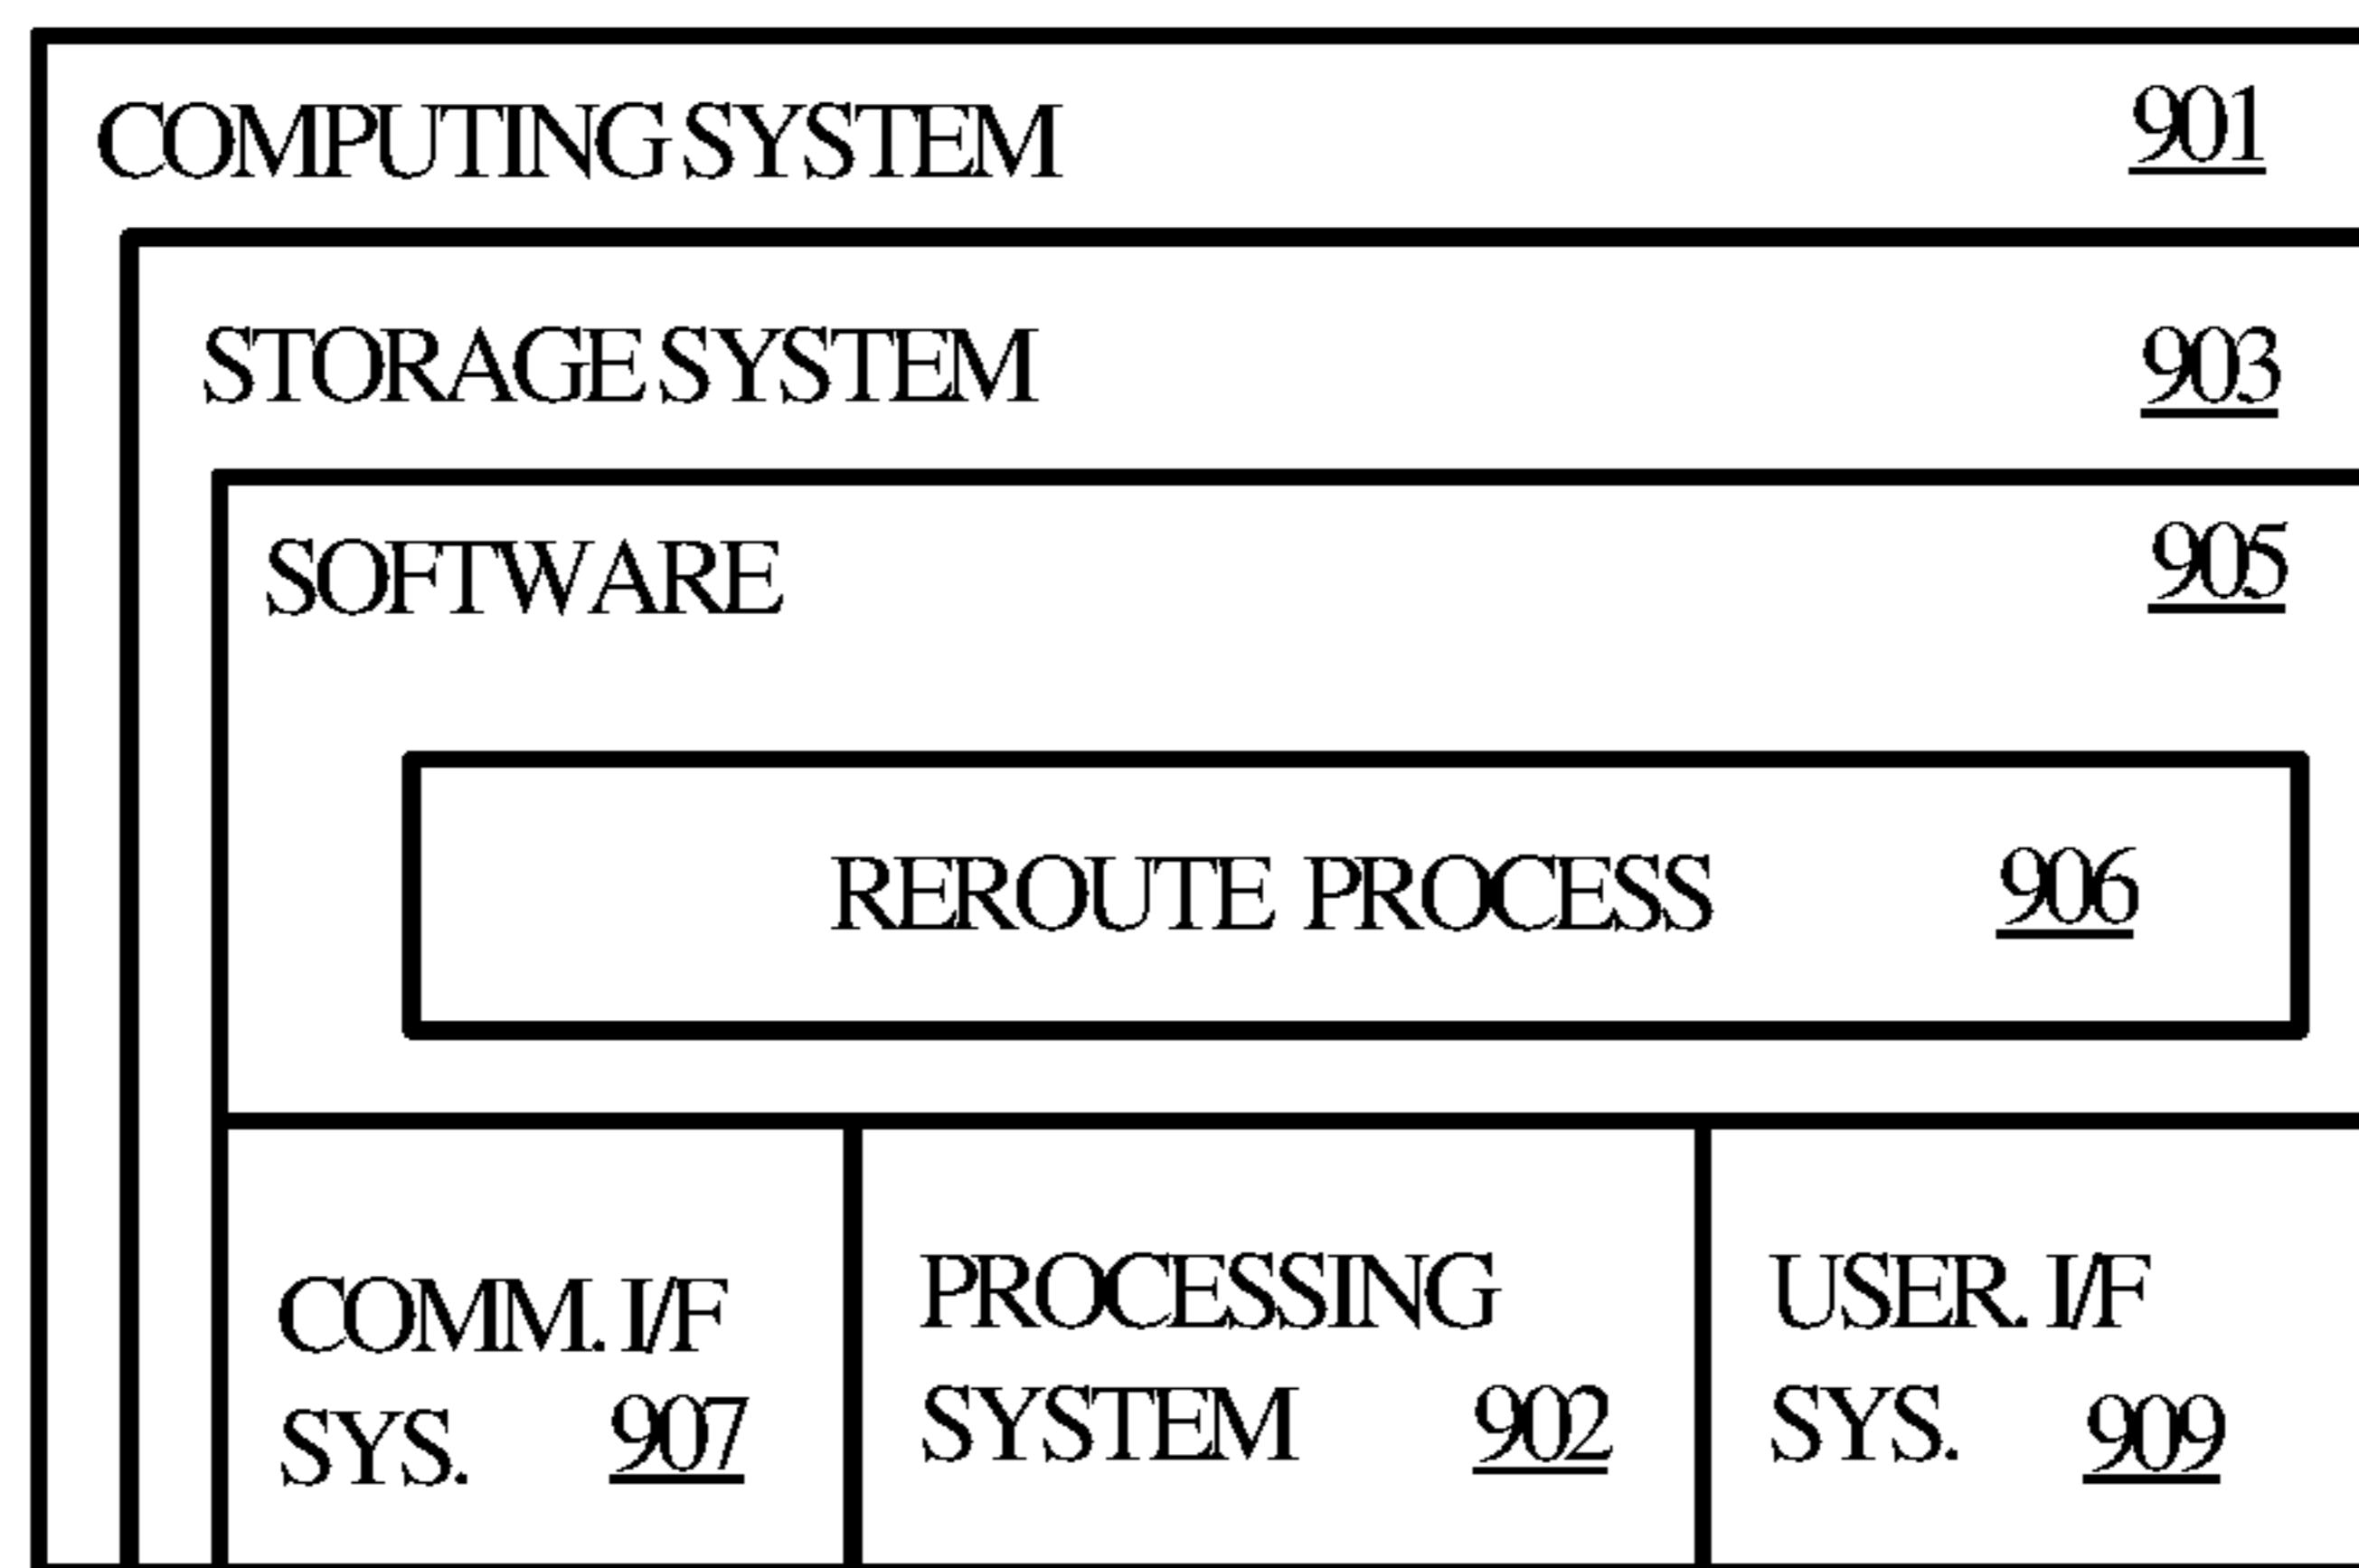 COMPUTING SYSTEM 901
STORAGE SYSTEM 903
SOFTWARE 905
REROUTE PROCESS 906
COMM. I/F
SYS. 907
PROCESSING
SYSTEM 902
USER. I/F
SYS. 909